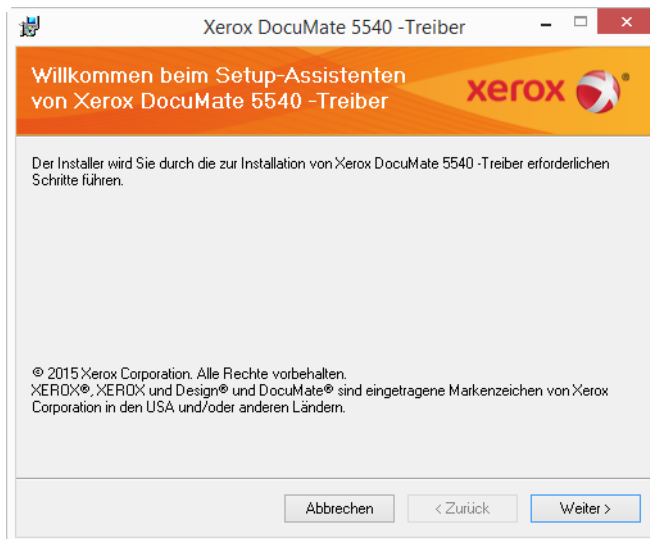 Xerox DocuMate 5540 -Treiber
Willkommen beim Setup-Assistenten
von Xerox DocuMate 5540 -Treiber
xerox
Der Installer wird Sie durch die zur Installation von Xerox DocuMate 5540 -Treiber erforderlichen
Schritte führen.
© 2015 Xerox Corporation. Alle Rechte vorbehalten.
XEROX®, XEROX und Design® und DocuMate® sind eingetragene Markenzeichen von Xerox
Corporation in den USA und/oder anderen Ländern.
Abbrechen
< Zurück
Weiter >